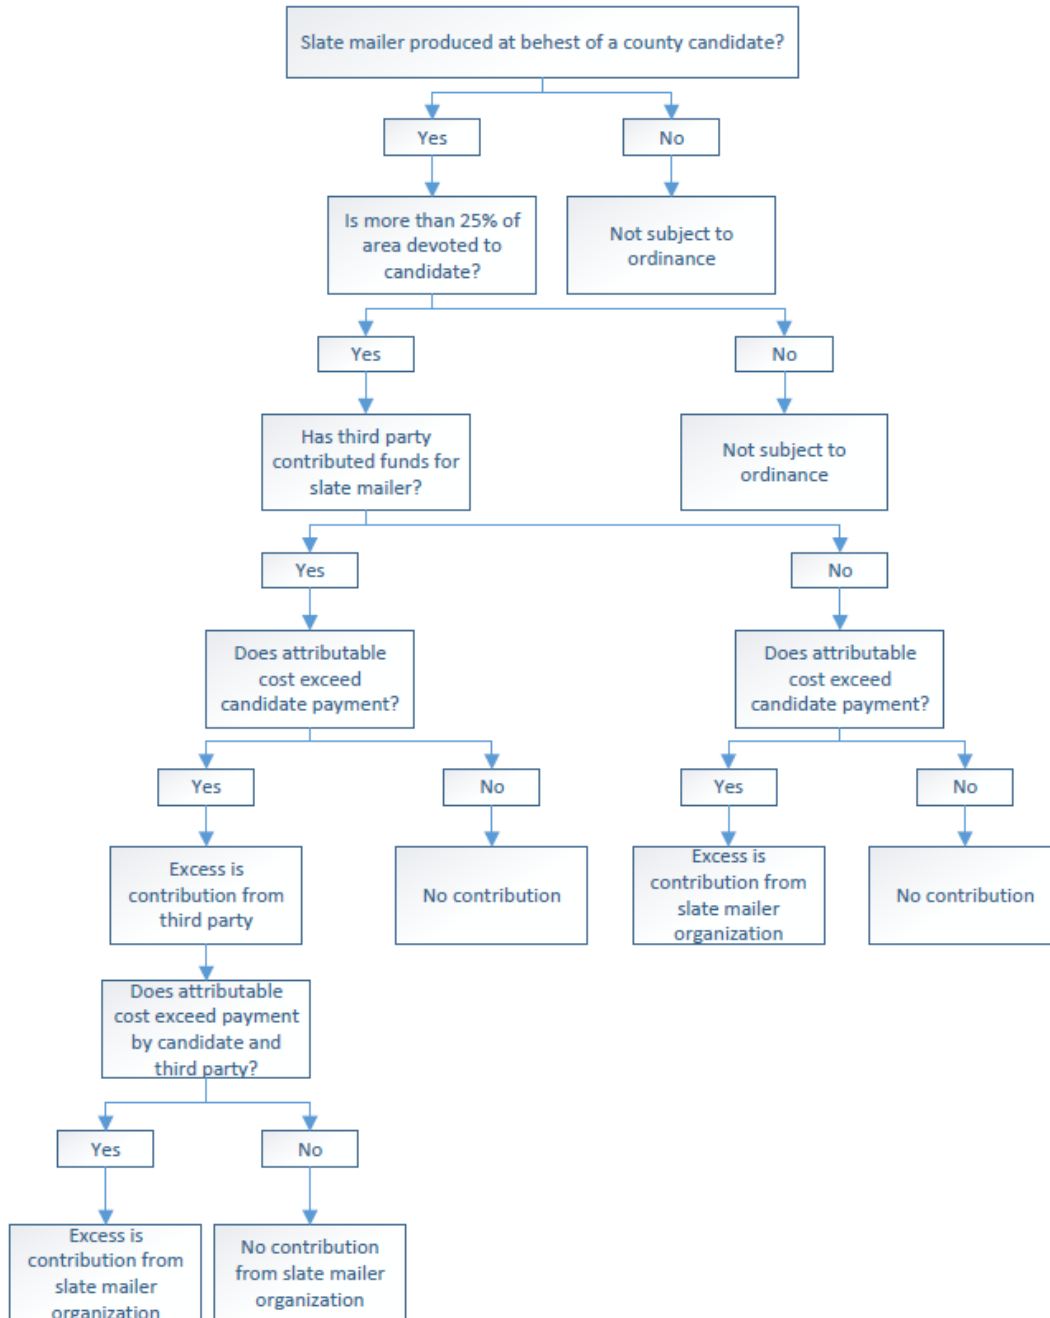 Slate mailer produced at behest of a county candidate?
Yes
No
Is more than 25% of
area devoted to
candidate?
Not subject to
ordinance
Yes
No
Has third party
contributed funds for
slate mailer?
Not subject to
ordinance
Yes
No
Does attributable
cost exceed
candidate payment?
Does attributable
cost exceed
candidate payment?
Yes
No
Yes
No
Excess is
contribution from
third party
No contribution
Excess is
contribution from
slate mailer
organization
No contribution
Does attributable
cost exceed payment
by candidate and
third party?
Yes
No
Excess is
contribution from
slate mailer
organization
No contribution
from slate mailer
organization